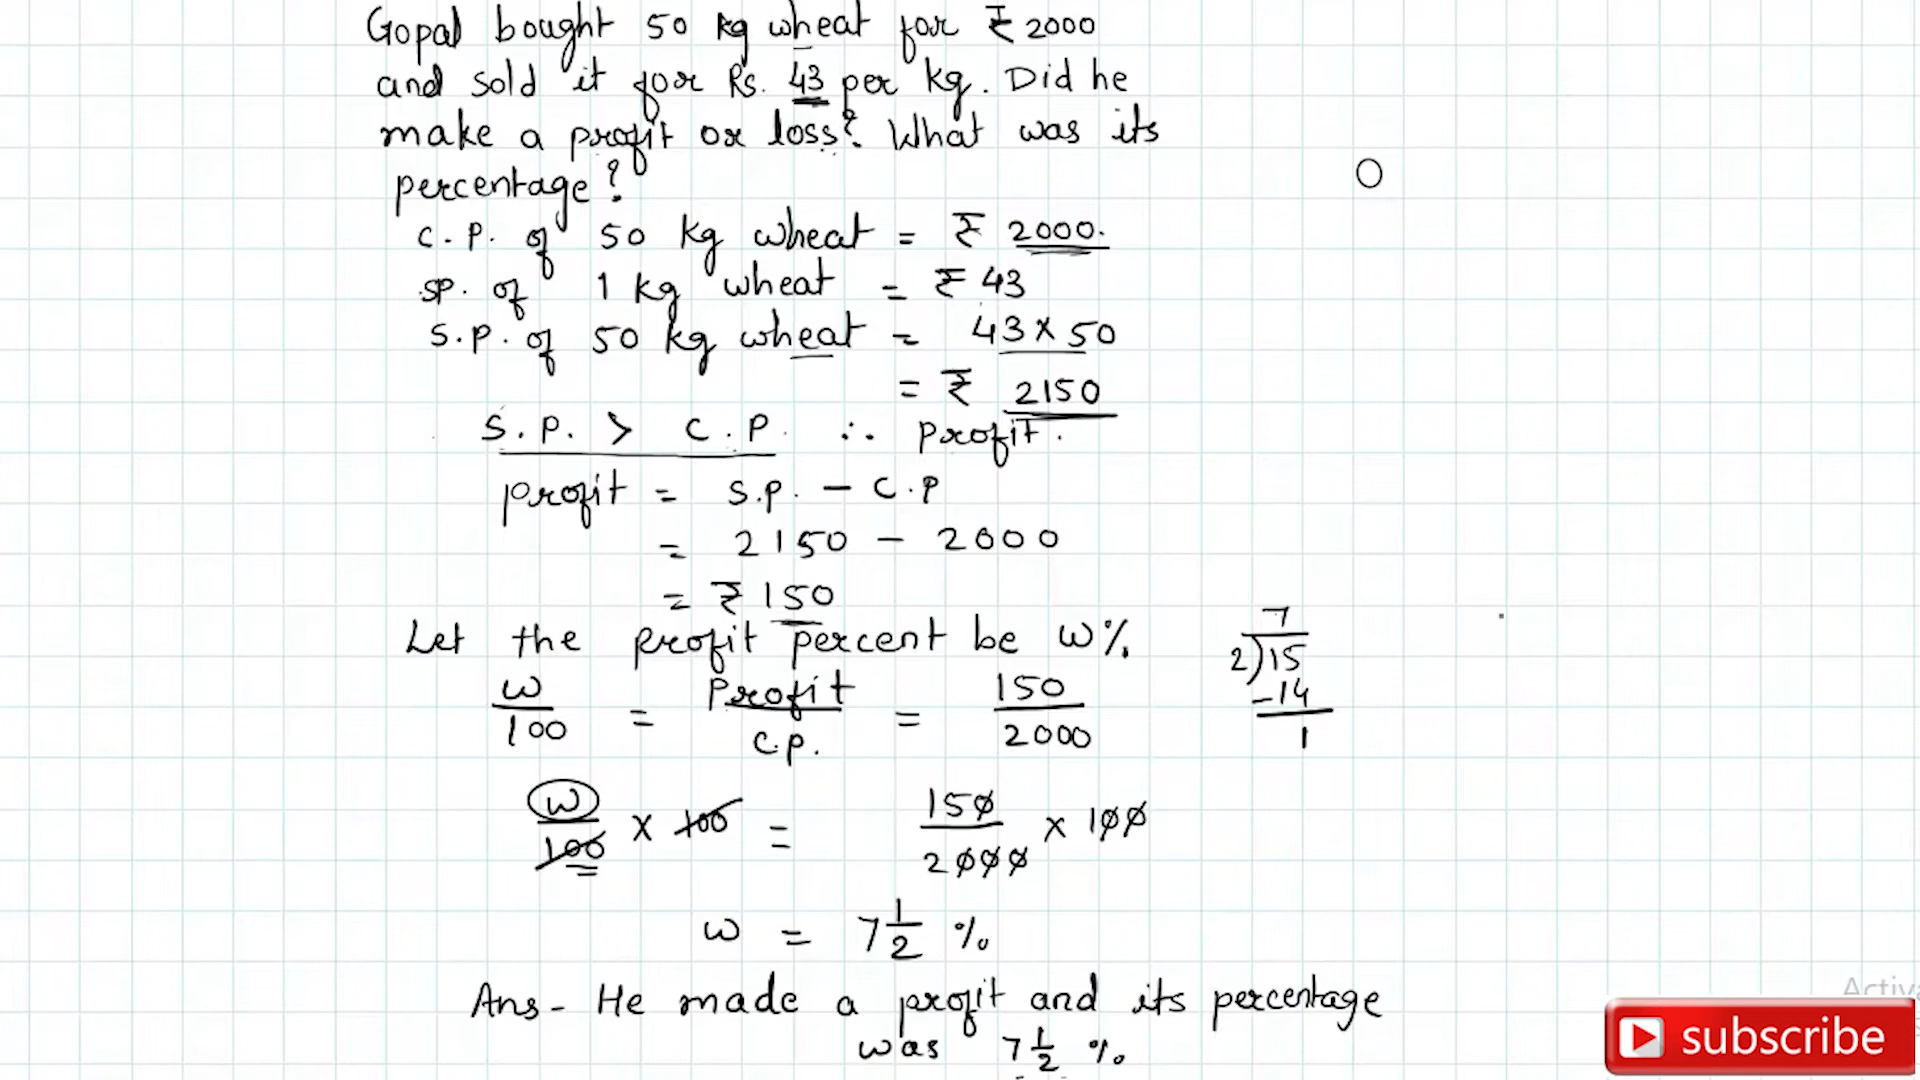 Gopal bought 50 kg wheat for ₹ 2000
and sold it for Rs. 43 per kg. Did he
make a profit or loss? What was its
percentage?
C.P. of 50 kg wheat = ₹ 2000.
SP. of 1 kg wheat = ₹ 43
S.P. of 50 kg wheat = 43 × 50
= ₹ 2150
S.P. > C.P. ∴ Profit.
profit = S.P. - C.P
= 2150 - 2000
= ₹ 150
Let the profit percent be W%
W/100 = Profit/C.P. = 150/2000
7
2)15
-14
1
W/100 × 100 = 150/2000 × 100
W = 7 1/2 %
Ans - He made a profit and its percentage
was 7 1/2 %
Activa
subscribe